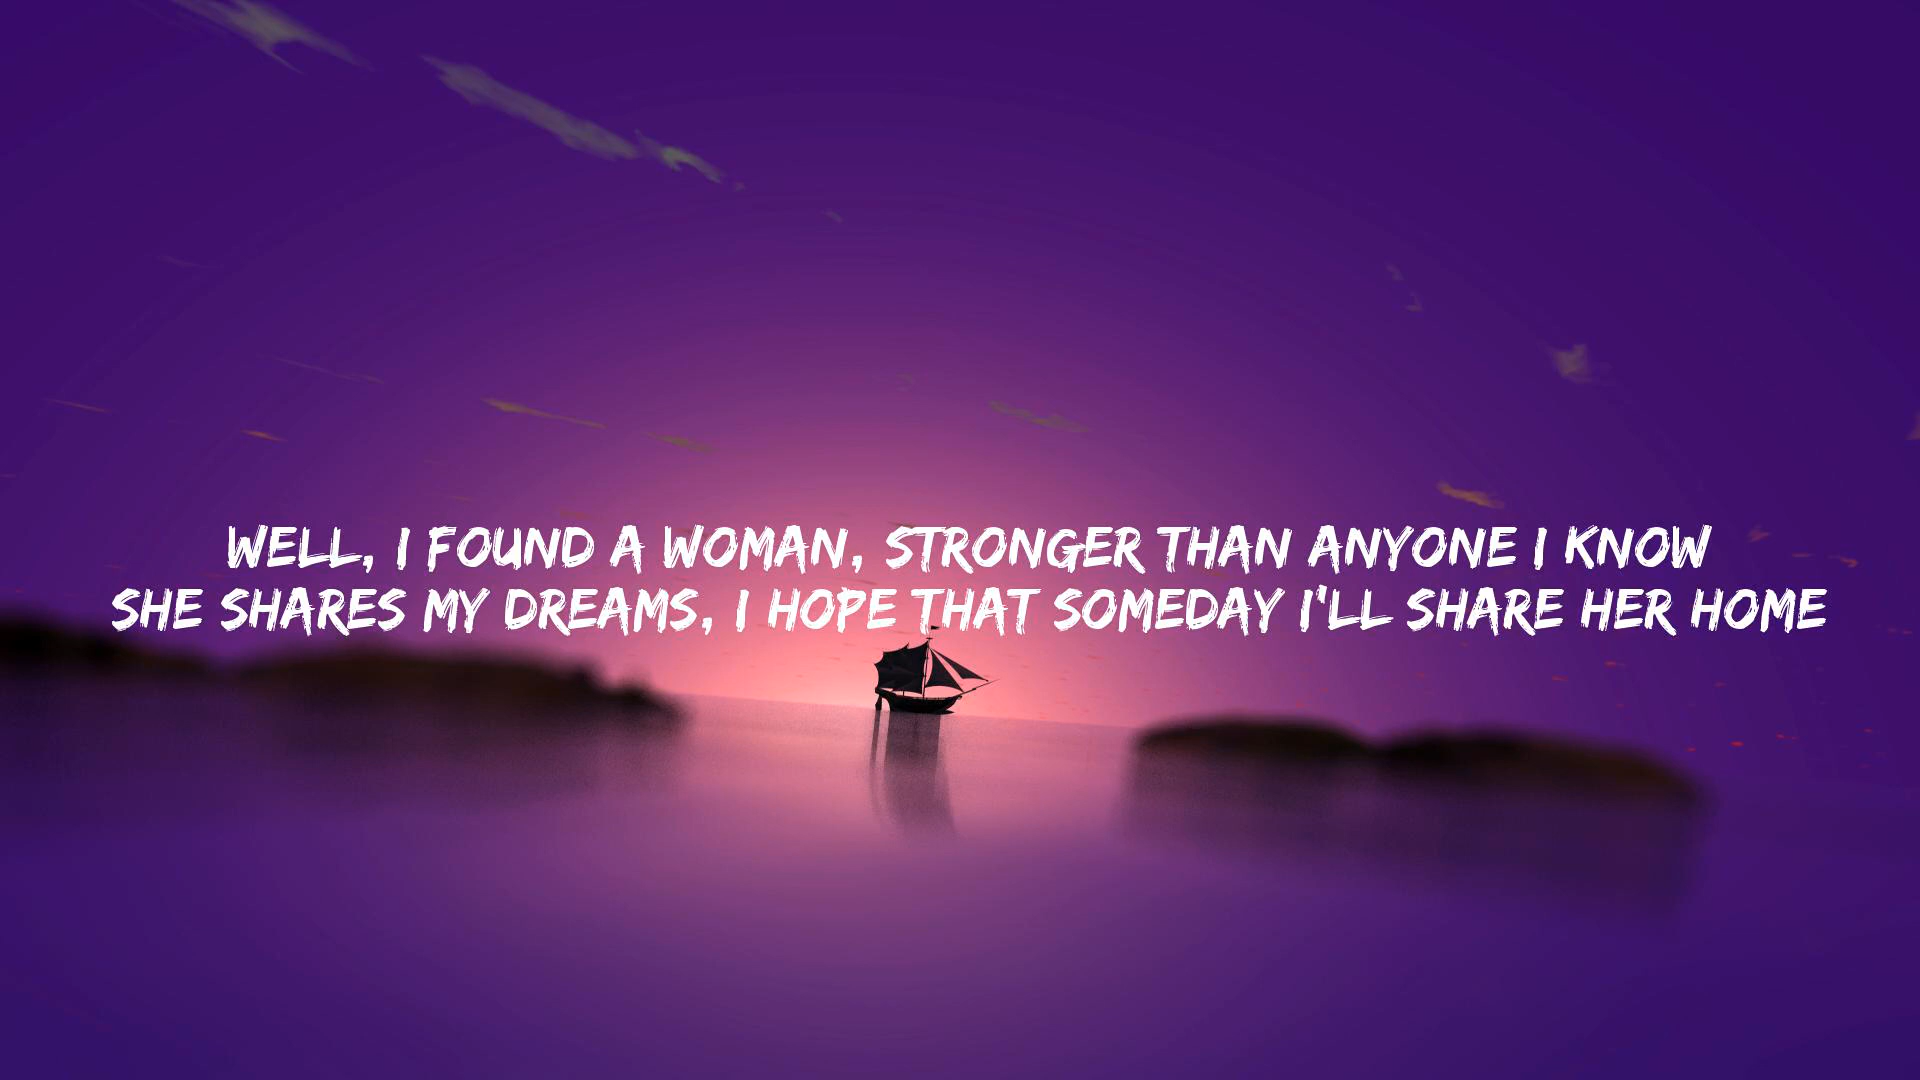 WELL, I FOUND A WOMAN, STRONGER THAN ANYONE I KNOW
SHE SHARES MY DREAMS, I HOPE THAT SOMEDAY I'LL SHARE HER HOME